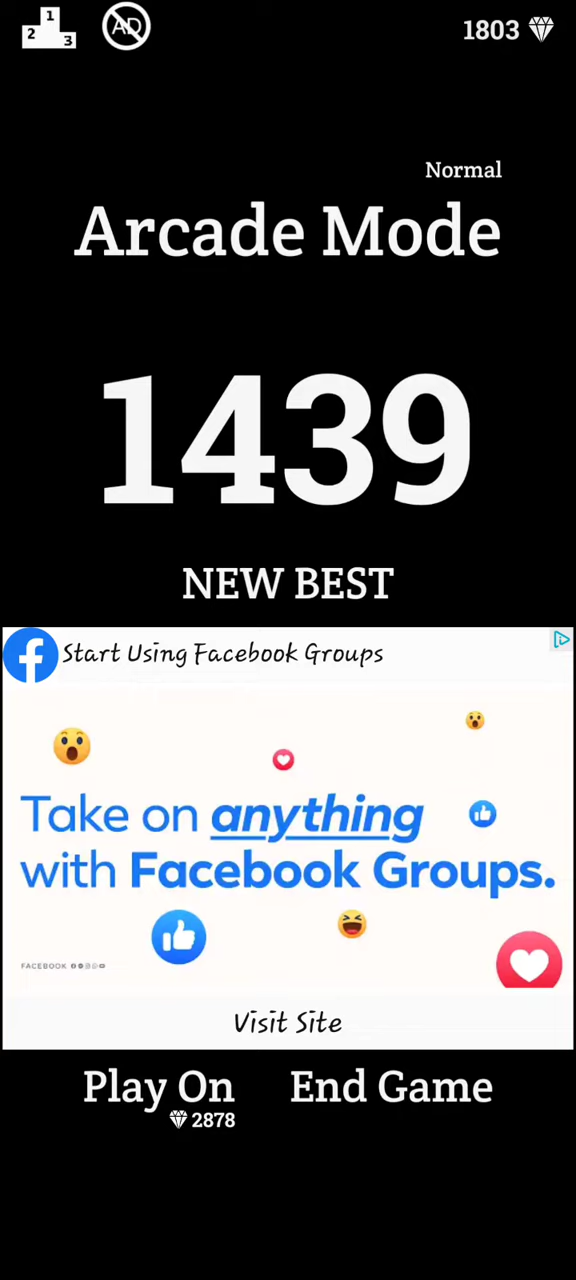 1
2
3
AD
1803
Normal
Arcade Mode
1439
NEW BEST
Start Using Facebook Groups
Take on anything
with Facebook Groups.
FACEBOOK
Visit Site
Play On
End Game
2878